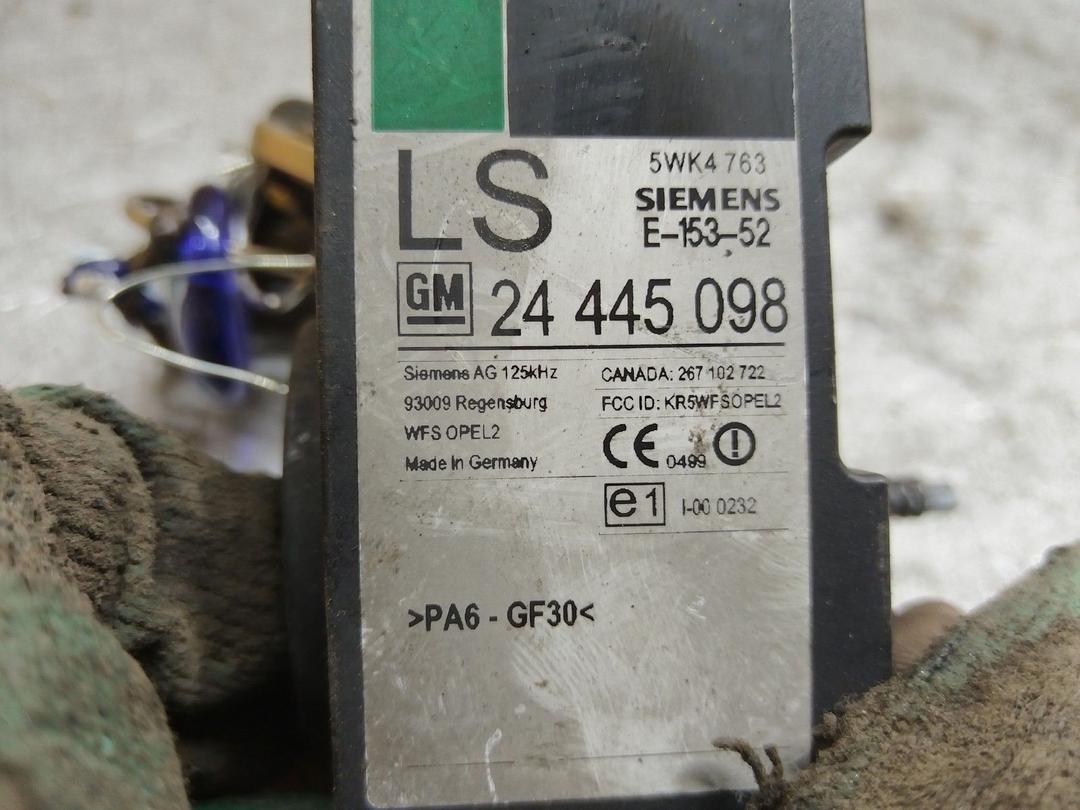 LS
5WK4 763
SIEMENS
E-153-52
GM 24 445 098
Siemens AG 125kHz
93009 Regensburg
WFS OPEL2
Made In Germany
CANADA: 267 102 722
FCC ID: KR5WFSOPEL2
CE 0499
e1 I-00 0232
>PA6 - GF30<